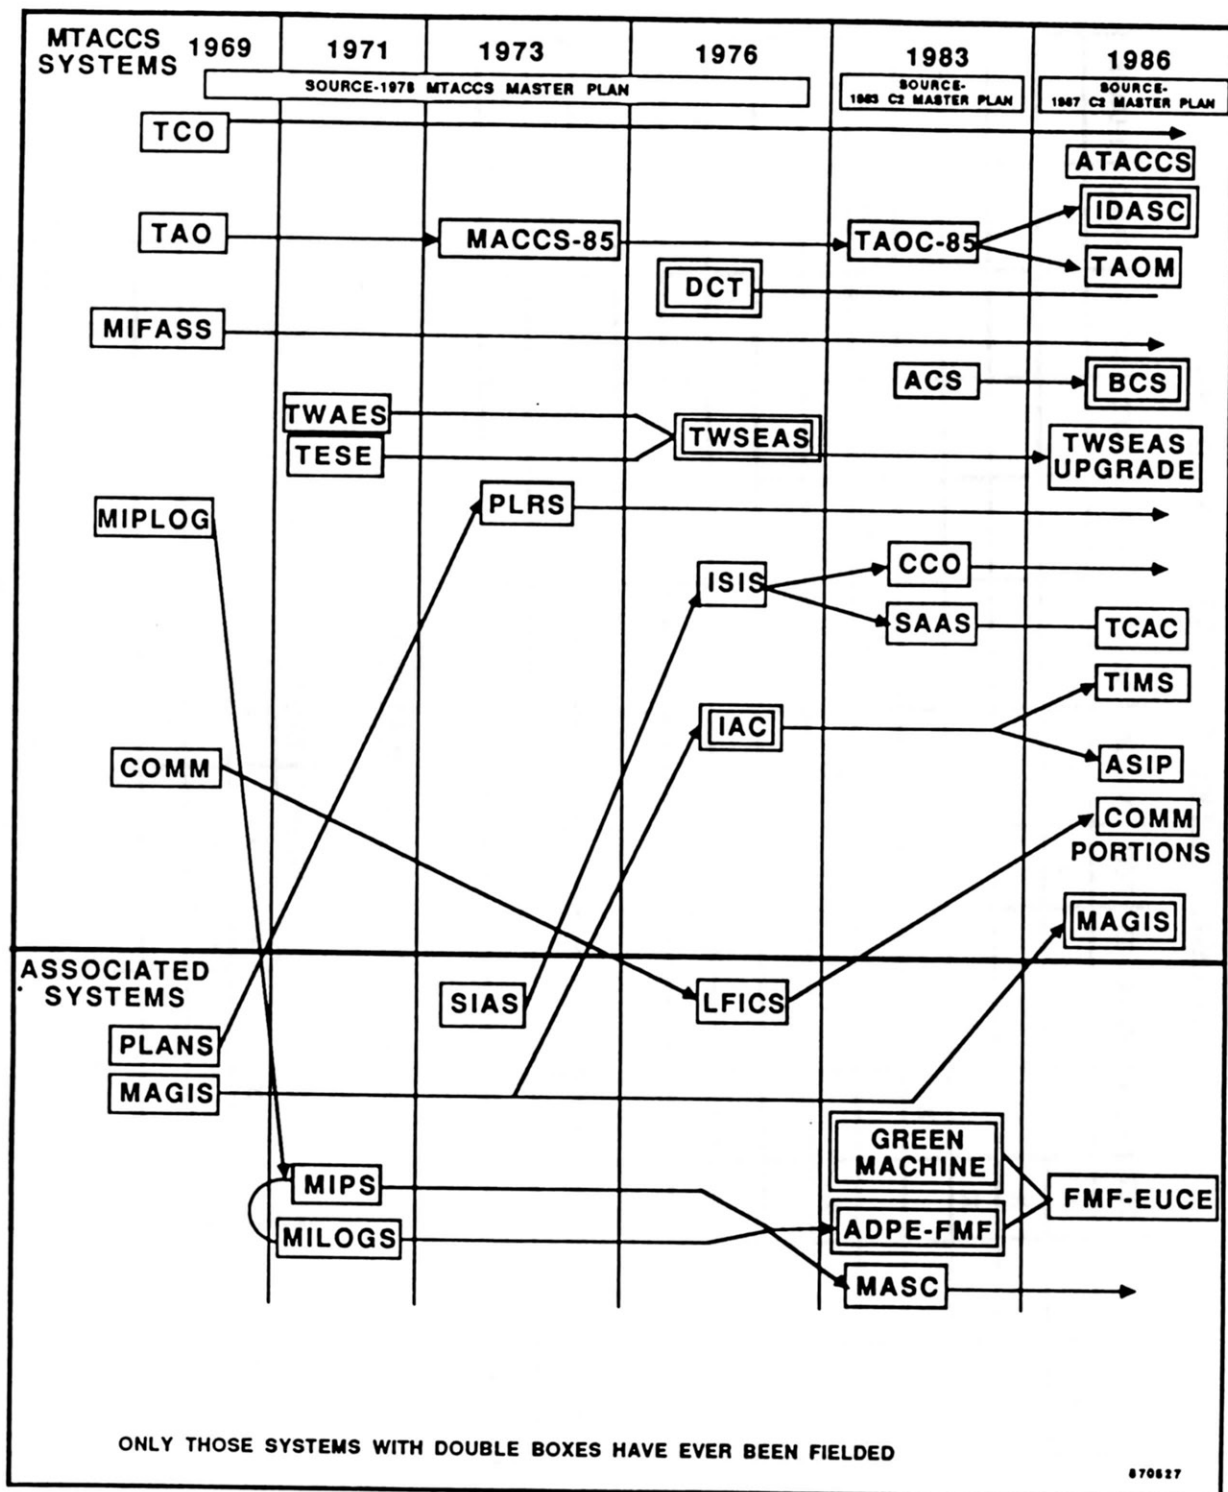 MTACCS
SYSTEMS
1969 1971 1973 1976 1983 1986
SOURCE-1978 MTACCS MASTER PLAN
SOURCE-
1983 C2 MASTER PLAN
SOURCE-
1987 C2 MASTER PLAN
TCO
ATACCS
TAO
MACCS-85
TAOC-85
IDASC
TAOM
DCT
MIFASS
ACS
BCS
TWAES
TESE
TWSEAS
TWSEAS
UPGRADE
MIPLOG
PLRS
ISIS
CCO
SAAS
TCAC
TIMS
IAC
ASIP
COMM
COMM
PORTIONS
MAGIS
ASSOCIATED
SYSTEMS
SIAS
LFICS
PLANS
MAGIS
GREEN
MACHINE
MIPS
FMF-EUCE
MILOGS
ADPE-FMF
MASC
ONLY THOSE SYSTEMS WITH DOUBLE BOXES HAVE EVER BEEN FIELDED
870527